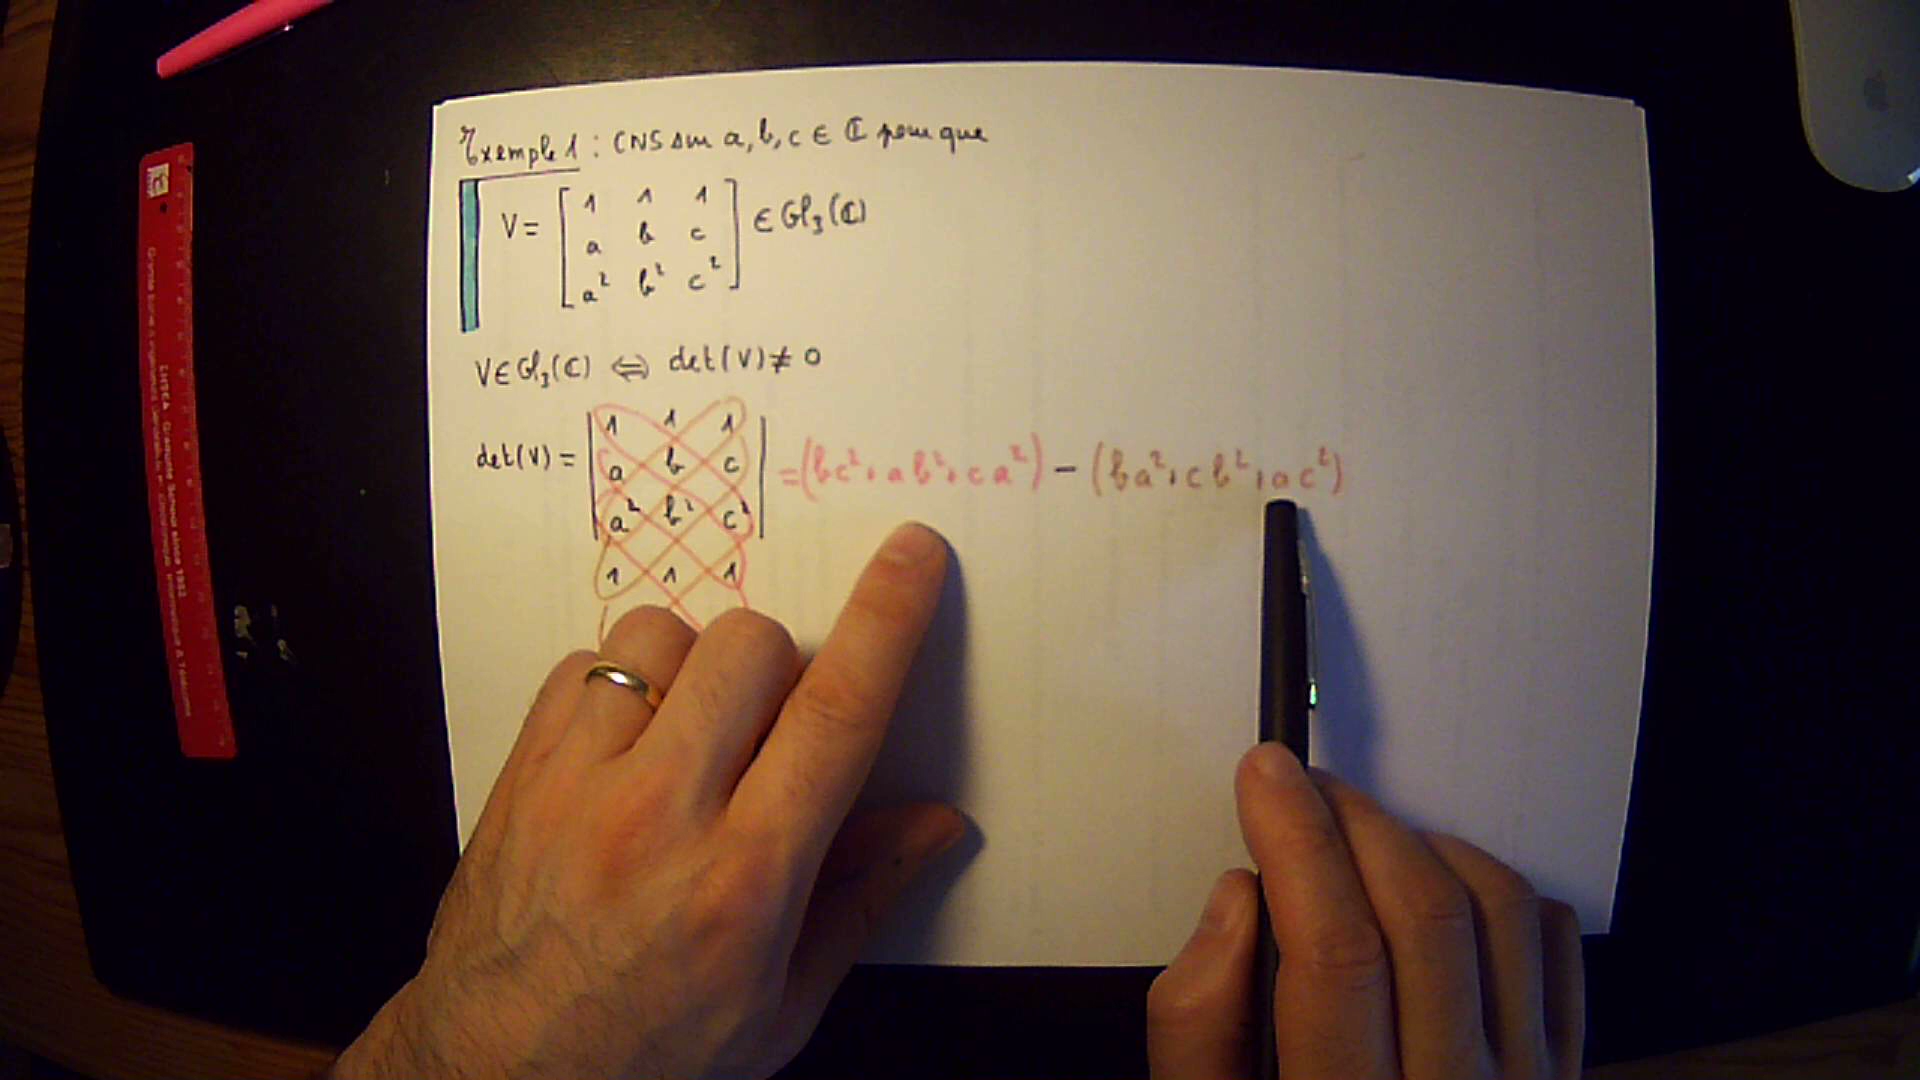 Exemple 1 : CNS sur a, b, c ∈ ℂ pour que
V = [ 1 1 1
a b c
a² b² c² ] ∈ Gl₃(ℂ)
V ∈ Gl₃(ℂ) ⇔ det(V) ≠ 0
det(V) = | 1 1 1
a b c
a² b² c² | = (bc² + ab² + ca²) - (ba² + cb² + ac²)
1 1 1
ENSEA